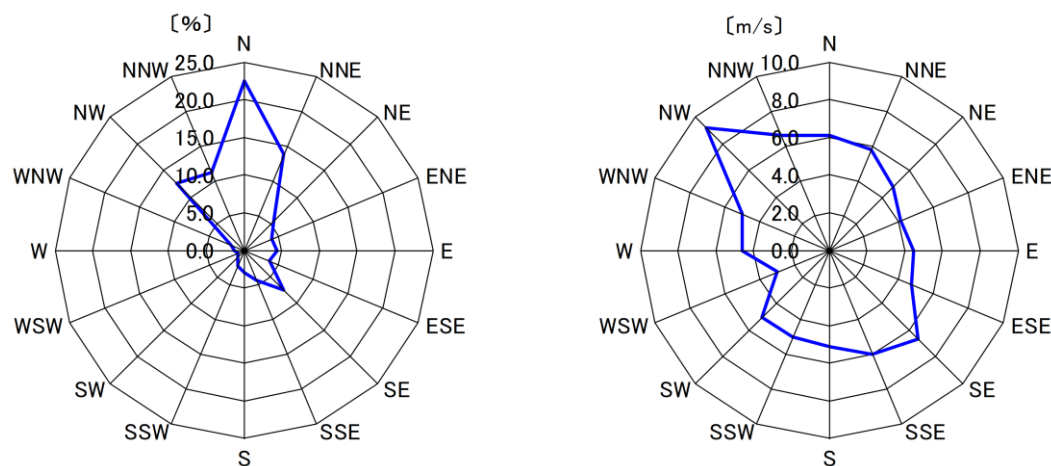 〔%〕
N
NNE
NE
ENE
E
ESE
SE
SSE
S
SSW
SW
WSW
W
WNW
NW
NNW
25.0
20.0
15.0
10.0
5.0
0.0
〔m/s〕
N
NNE
NE
ENE
E
ESE
SE
SSE
S
SSW
SW
WSW
W
WNW
NW
NNW
10.0
8.0
6.0
4.0
2.0
0.0